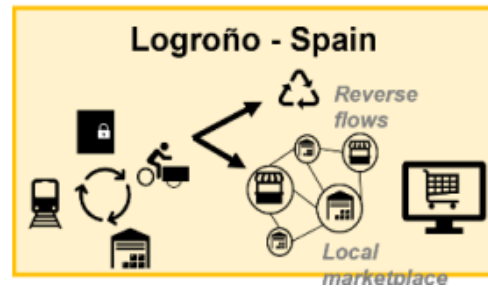 Logroño - Spain
Reverse
flows
Local
marketplace